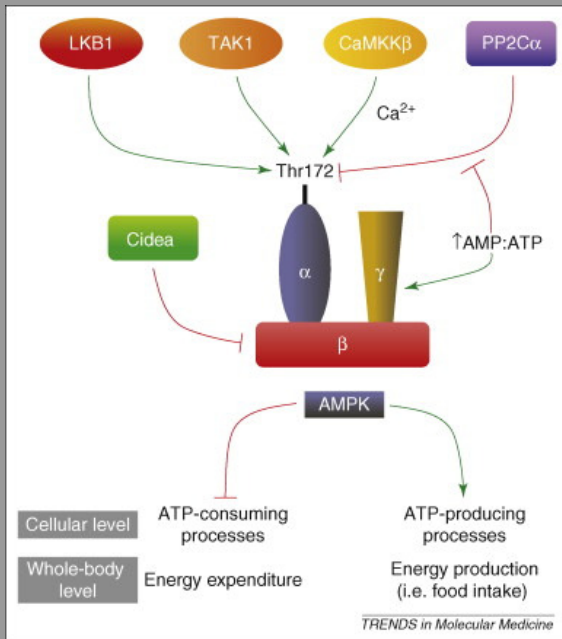 LKB1
TAK1
CaMKKβ
PP2Cα
Ca²⁺
Thr172
Cidea
↑AMP:ATP
α
γ
β
AMPK
Cellular level
ATP-consuming
processes
ATP-producing
processes
Whole-body
level
Energy expenditure
Energy production
(i.e. food intake)
TRENDS in Molecular Medicine